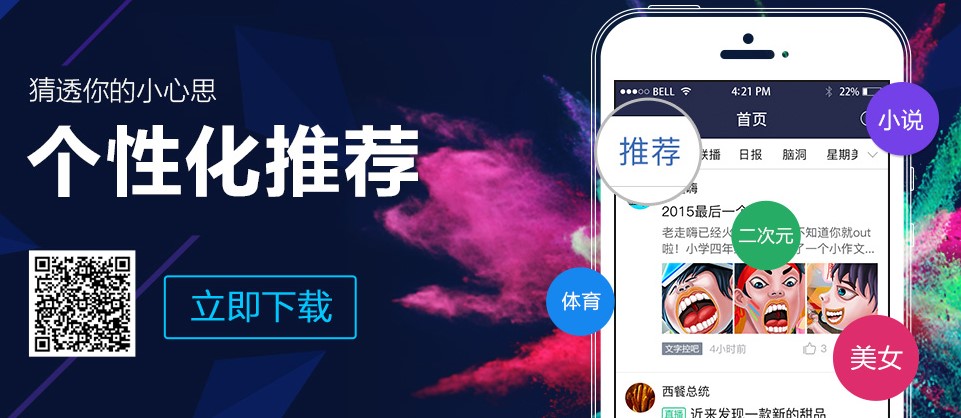 猜透你的小心思
个性化推荐
立即下载
BELL 4:21 PM 22%
首页
小说
推荐 联播 日报 脑洞 星期
嗨
2015最后一个
二次元
老走嗨已经火 不知道你就out
啦！小学四年 了一个小作文...
体育
文字控吧 4小时前 3
美女
西餐总统
直播 近来发现一款新的甜品